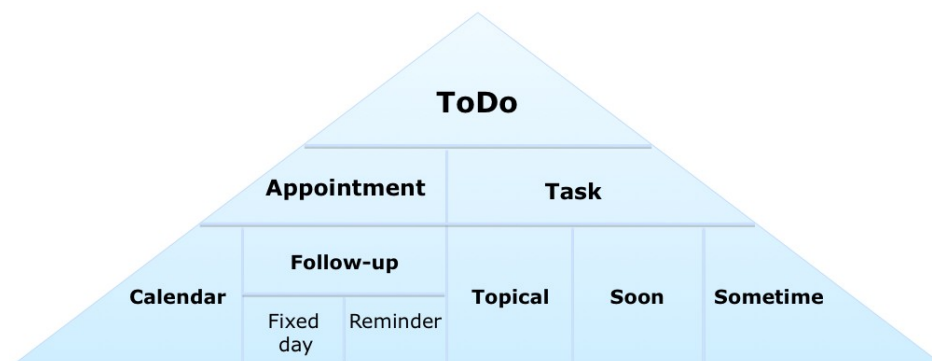 ToDo
Appointment
Task
Follow-up
Calendar
Topical
Soon
Sometime
Fixed
day
Reminder